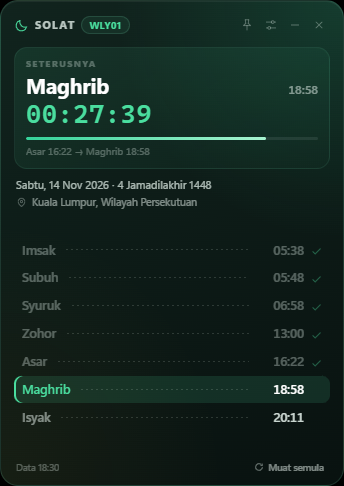 SOLAT WLY01
SETERUSNYA
Maghrib 18:58
00:27:39
Asar 16:22 → Maghrib 18:58
Sabtu, 14 Nov 2026 · 4 Jamadilakhir 1448
Kuala Lumpur, Wilayah Persekutuan
Imsak 05:38
Subuh 05:48
Syuruk 06:58
Zohor 13:00
Asar 16:22
Maghrib 18:58
Isyak 20:11
Data 18:30 Muat semula